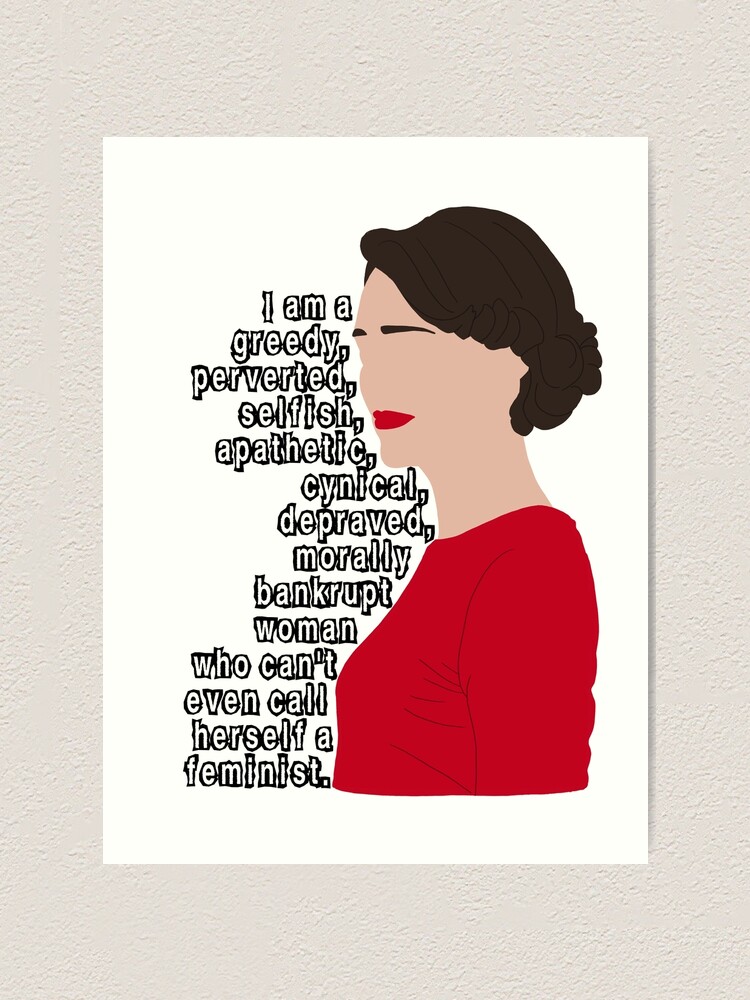 I am a
greedy,
perverted,
selfish,
apathetic,
cynical,
depraved,
morally
bankrupt
woman
who can't
even call
herself a
feminist.